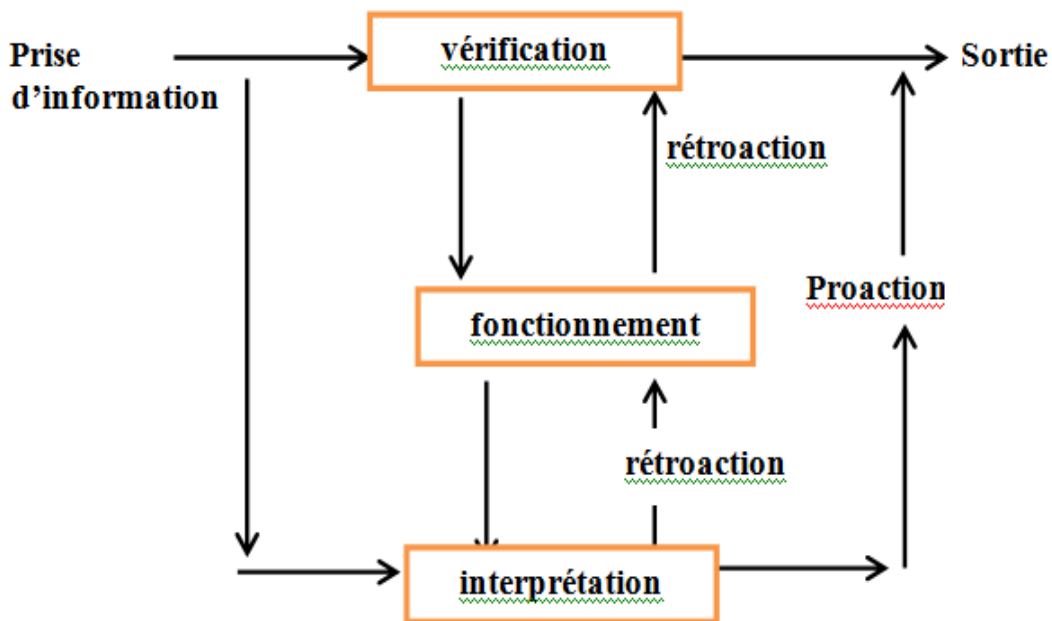 Prise
d’information
vérification
Sortie
rétroaction
Proaction
fonctionnement
rétroaction
interprétation